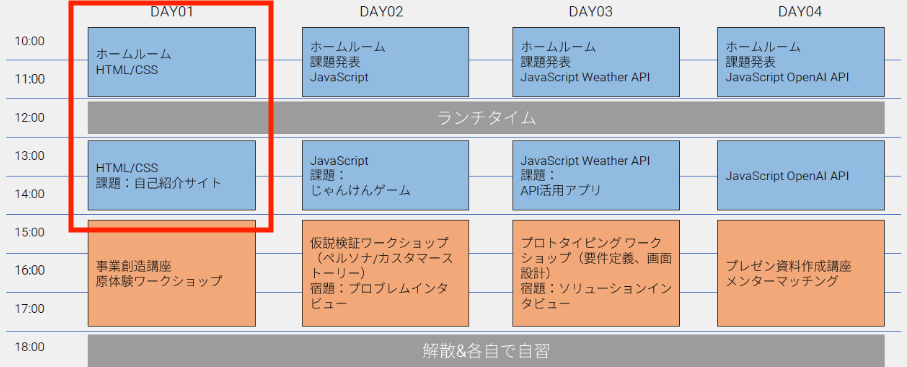 DAY01
DAY02
DAY03
DAY04
10:00
11:00
12:00
13:00
14:00
15:00
16:00
17:00
18:00
ホームルーム
HTML/CSS
ホームルーム
課題発表
JavaScript
ホームルーム
課題発表
JavaScript Weather API
ホームルーム
課題発表
JavaScript OpenAI API
ランチタイム
HTML/CSS
課題：自己紹介サイト
JavaScript
課題：
じゃんけんゲーム
JavaScript Weather API
課題：
API活用アプリ
JavaScript OpenAI API
事業創造講座
原体験ワークショップ
仮説検証ワークショップ
（ペルソナ/カスタマース
トーリー）
宿題：プロブレムインタ
ビュー
プロトタイピング ワーク
ショップ（要件定義、画面
設計）
宿題：ソリューションイン
タビュー
プレゼン資料作成講座
メンターマッチング
解散&各自で自習